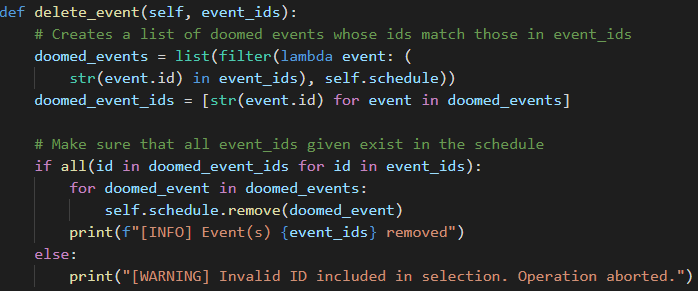 def delete_event(self, event_ids):
    # Creates a list of doomed events whose ids match those in event_ids
    doomed_events = list(filter(lambda event: (
        str(event.id) in event_ids), self.schedule))
    doomed_event_ids = [str(event.id) for event in doomed_events]

    # Make sure that all event_ids given exist in the schedule
    if all(id in doomed_event_ids for id in event_ids):
        for doomed_event in doomed_events:
            self.schedule.remove(doomed_event)
        print(f"[INFO] Event(s) {event_ids} removed")
    else:
        print("[WARNING] Invalid ID included in selection. Operation aborted.")